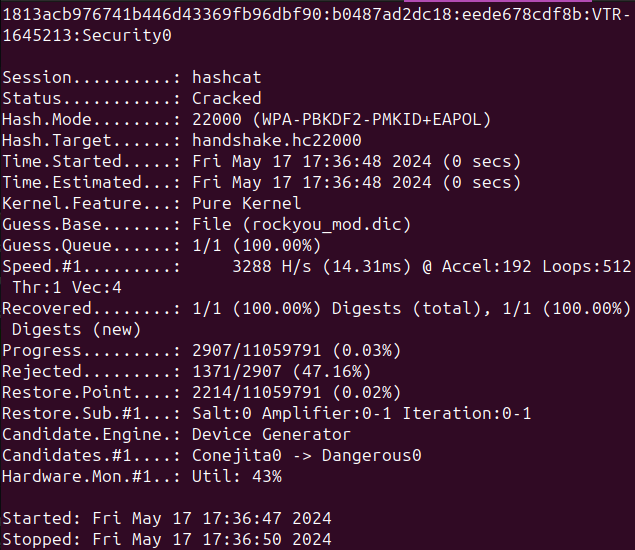 1813acb976741b446d43369fb96dbf90:b0487ad2dc18:eede678cdf8b:VTR-
1645213:Security0
Session..........: hashcat
Status...........: Cracked
Hash.Mode........: 22000 (WPA-PBKDF2-PMKID+EAPOL)
Hash.Target......: handshake.hc22000
Time.Started.....: Fri May 17 17:36:48 2024 (0 secs)
Time.Estimated...: Fri May 17 17:36:48 2024 (0 secs)
Kernel.Feature...: Pure Kernel
Guess.Base.......: File (rockyou_mod.dic)
Guess.Queue......: 1/1 (100.00%)
Speed.#1.........:     3288 H/s (14.31ms) @ Accel:192 Loops:512
 Thr:1 Vec:4
Recovered........: 1/1 (100.00%) Digests (total), 1/1 (100.00%)
 Digests (new)
Progress.........: 2907/11059791 (0.03%)
Rejected.........: 1371/2907 (47.16%)
Restore.Point....: 2214/11059791 (0.02%)
Restore.Sub.#1...: Salt:0 Amplifier:0-1 Iteration:0-1
Candidate.Engine.: Device Generator
Candidates.#1....: Conejita0 -> Dangerous0
Hardware.Mon.#1..: Util: 43%
Started: Fri May 17 17:36:47 2024
Stopped: Fri May 17 17:36:50 2024